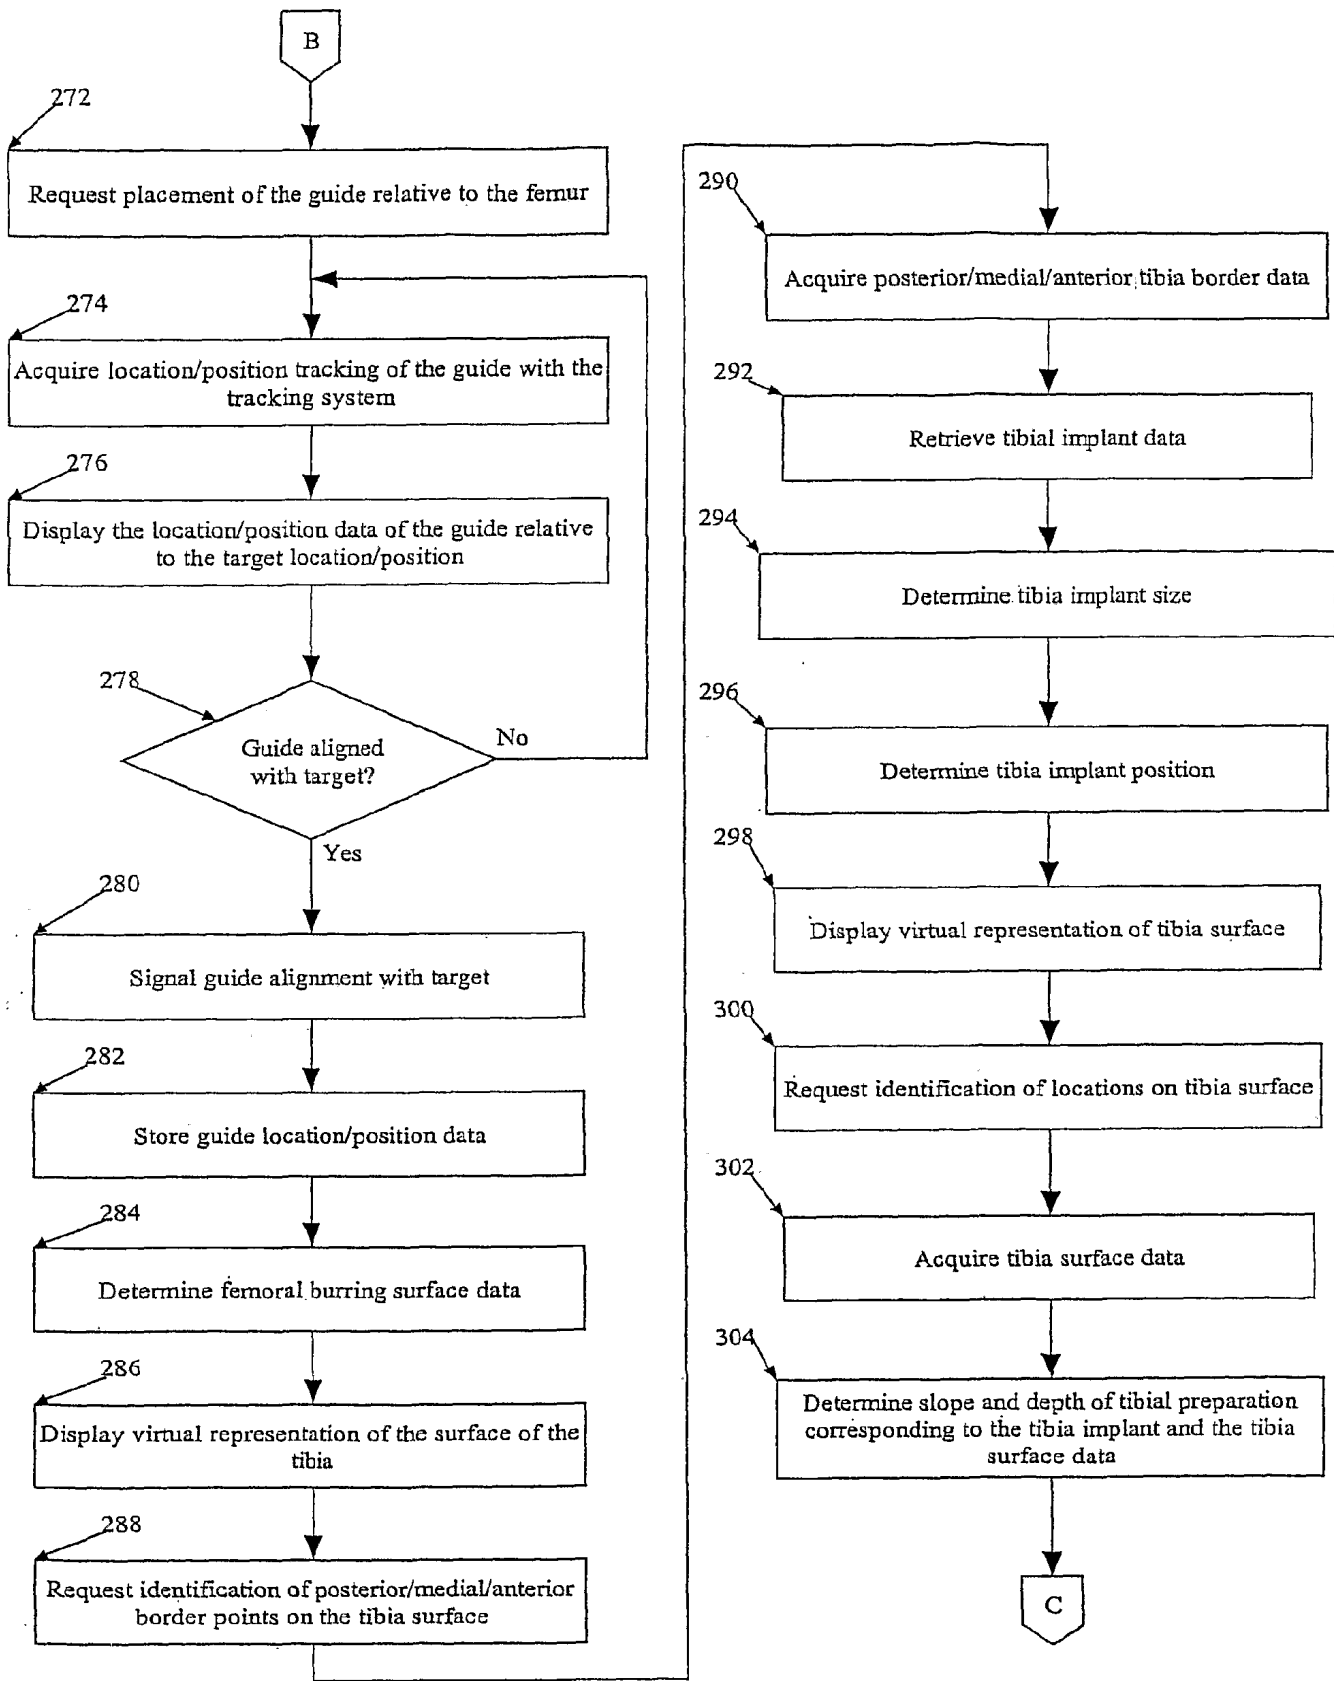 B
272
Request placement of the guide relative to the femur
274
Acquire location/position tracking of the guide with the
tracking system
276
Display the location/position data of the guide relative
to the target location/position
278
Guide aligned
with target?
No
Yes
280
Signal guide alignment with target
282
Store guide location/position data
284
Determine femoral burring surface data
286
Display virtual representation of the surface of the
tibia
288
Request identification of posterior/medial/anterior
border points on the tibia surface
290
Acquire posterior/medial/anterior tibia border data
292
Retrieve tibial implant data
294
Determine tibia implant size
296
Determine tibia implant position
298
Display virtual representation of tibia surface
300
Request identification of locations on tibia surface
302
Acquire tibia surface data
304
Determine slope and depth of tibial preparation
corresponding to the tibia implant and the tibia
surface data
C